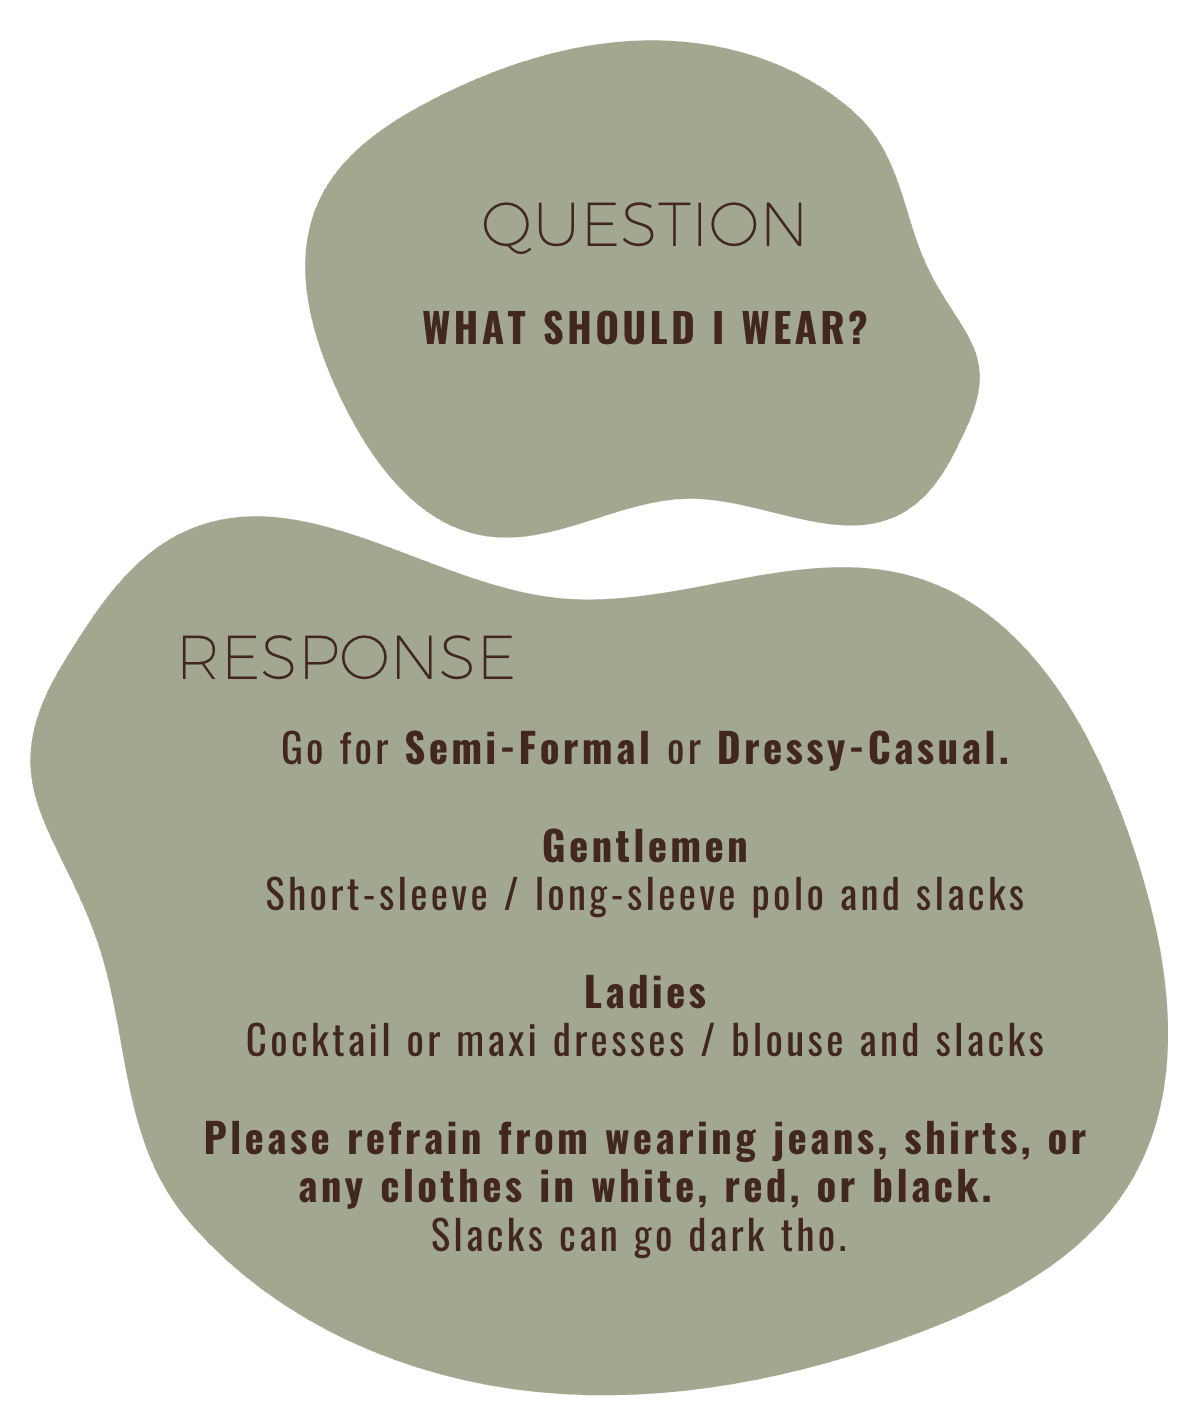 QUESTION
WHAT SHOULD I WEAR?
RESPONSE
Go for Semi-Formal or Dressy-Casual.
Gentlemen
Short-sleeve / long-sleeve polo and slacks
Ladies
Cocktail or maxi dresses / blouse and slacks
Please refrain from wearing jeans, shirts, or
any clothes in white, red, or black.
Slacks can go dark tho.